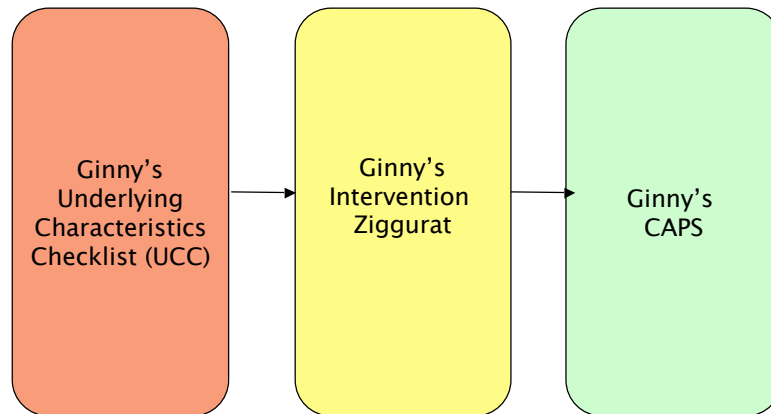 Ginny’s
Underlying
Characteristics
Checklist (UCC)
Ginny’s
Intervention
Ziggurat
Ginny’s
CAPS